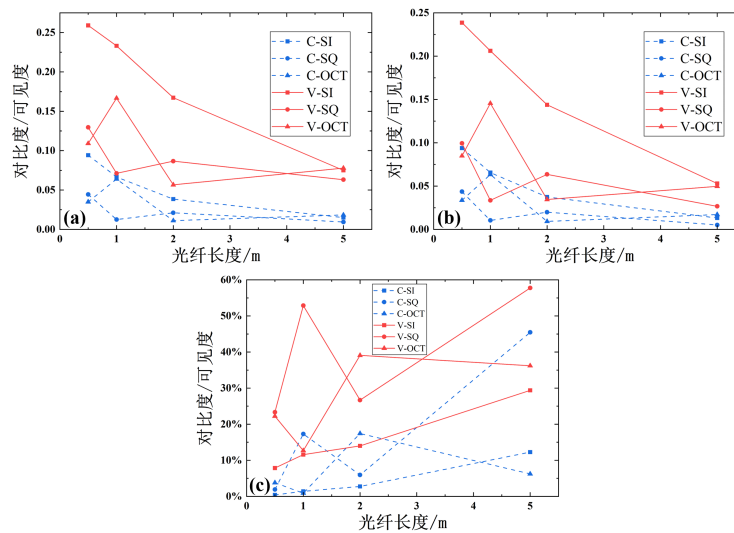 0.25
0.20
0.15
0.10
0.05
0.00
对比度/可见度
C-SI
C-SQ
C-OCT
V-SI
V-SQ
V-OCT
(a)
0 1 2 3 4 5
光纤长度/m
0.25
0.20
0.15
0.10
0.05
0.00
对比度/可见度
C-SI
C-SQ
C-OCT
V-SI
V-SQ
V-OCT
(b)
0 1 2 3 4 5
光纤长度/m
60%
50%
40%
30%
20%
10%
0%
对比度/可见度
C-SI
C-SQ
C-OCT
V-SI
V-SQ
V-OCT
(c)
0 1 2 3 4 5
光纤长度/m